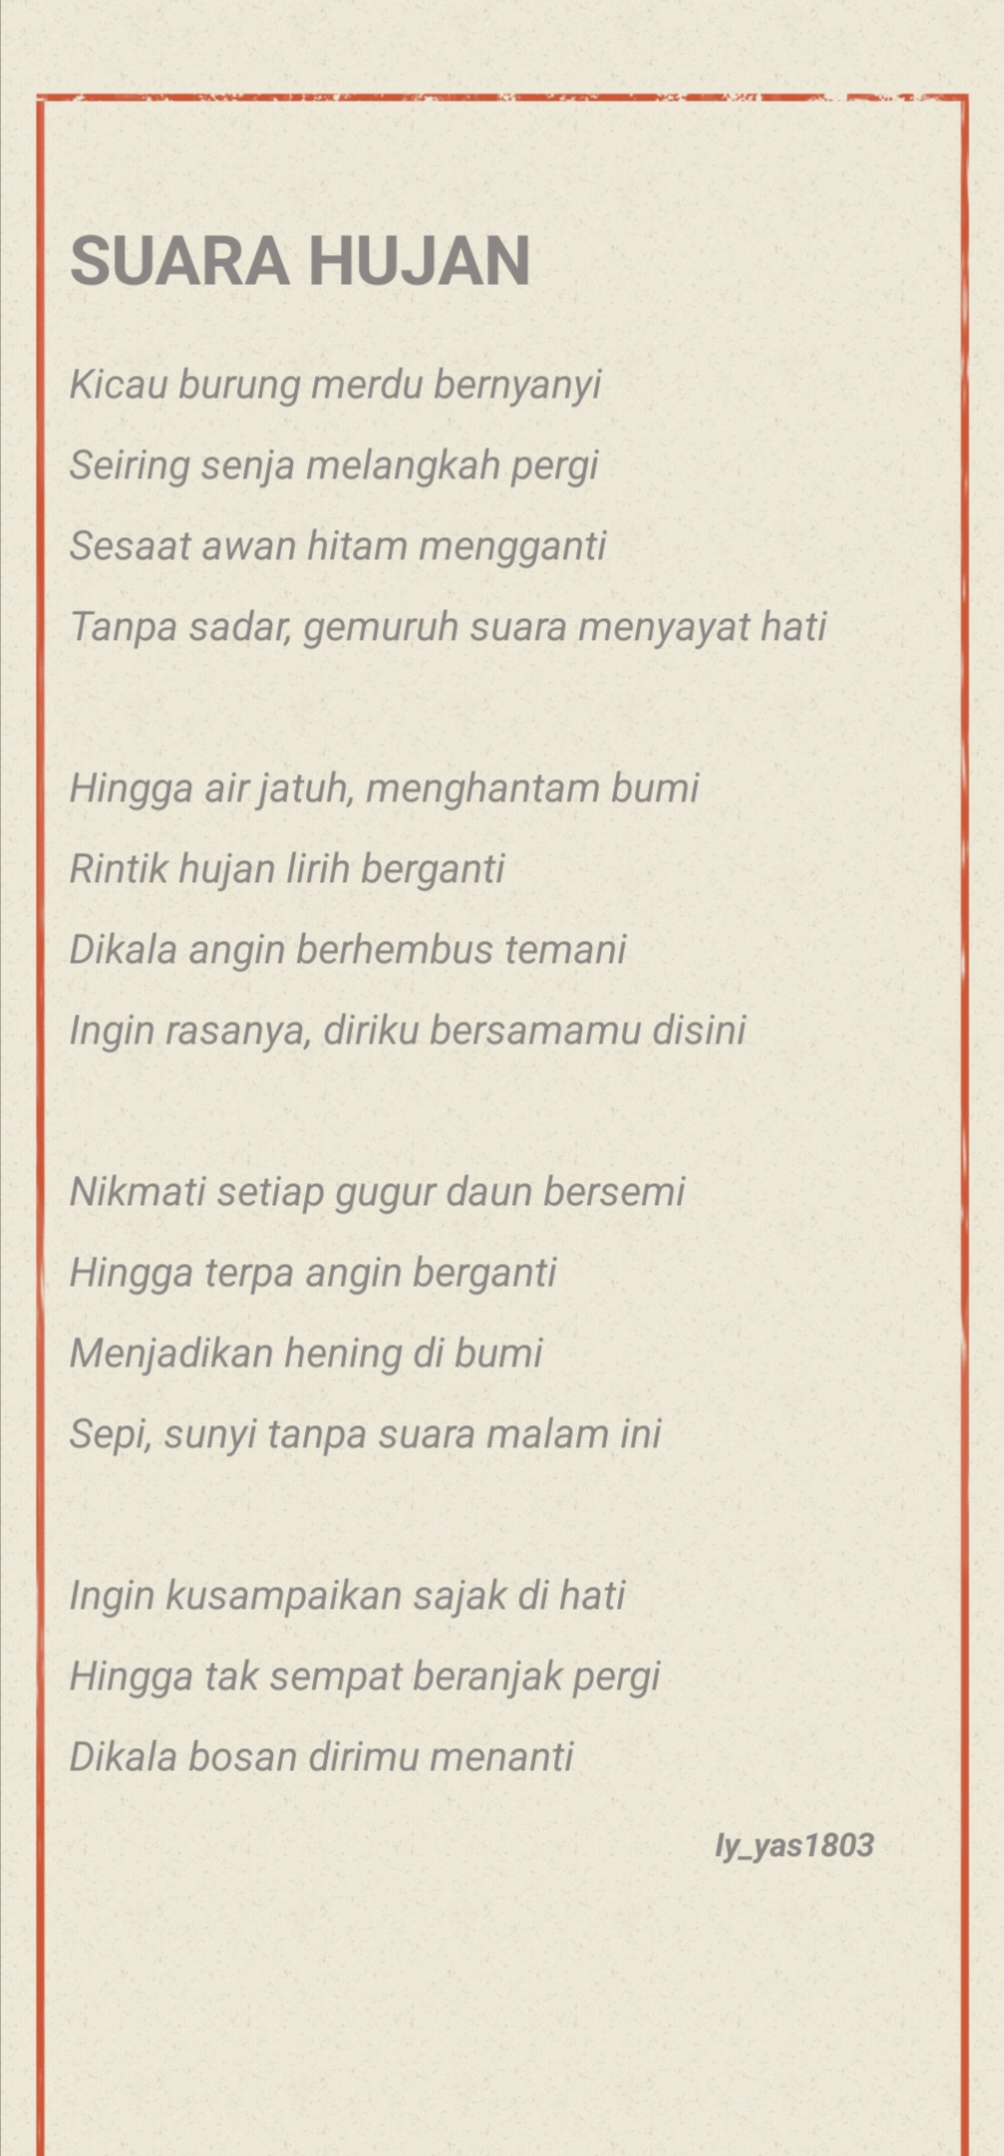 SUARA HUJAN
Kicau burung merdu bernyanyi
Seiring senja melangkah pergi
Sesaat awan hitam mengganti
Tanpa sadar, gemuruh suara menyayat hati
Hingga air jatuh, menghantam bumi
Rintik hujan lirih berganti
Dikala angin berhembus temani
Ingin rasanya, diriku bersamamu disini
Nikmati setiap gugur daun bersemi
Hingga terpa angin berganti
Menjadikan hening di bumi
Sepi, sunyi tanpa suara malam ini
Ingin kusampaikan sajak di hati
Hingga tak sempat beranjak pergi
Dikala bosan dirimu menanti
ly_yas1803